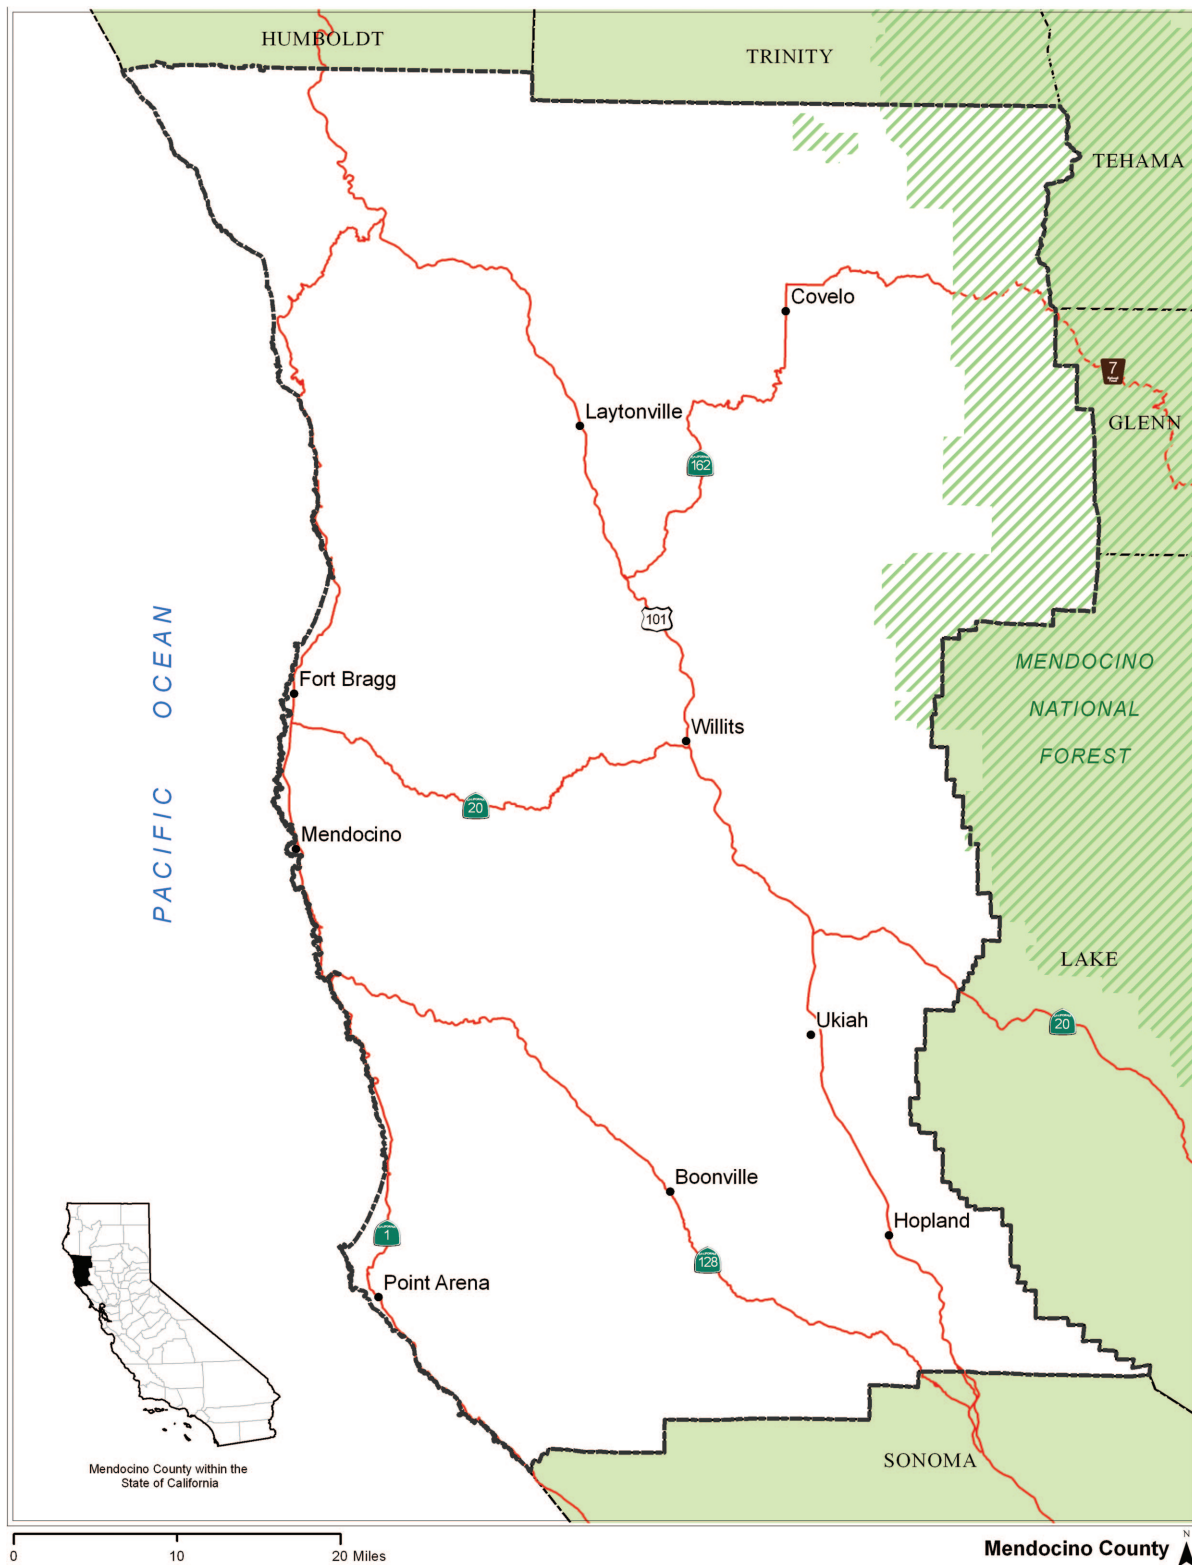 HUMBOLDT
TRINITY
TEHAMA
Covelo
7
GLENN
Laytonville
162
101
PACIFIC OCEAN
Fort Bragg
MENDOCINO
NATIONAL
FOREST
Willits
20
Mendocino
LAKE
Ukiah
20
Boonville
Hopland
1
128
Point Arena
SONOMA
Mendocino County within the
State of California
0 10 20 Miles
Mendocino County
N